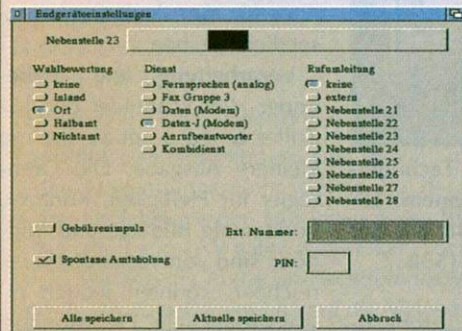 Endgeräteeinstellungen
Nebenstelle 23
Wahlbewertung
keine
Inland
Ort
Halbamt
Nichtamt
Dienst
Fernsprechen (analog)
Fax Gruppe 3
Daten (Modem)
Datex-J (Modem)
Anrufbeantworter
Kombidienst
Rufumleitung
keine
extern
Nebenstelle 21
Nebenstelle 22
Nebenstelle 23
Nebenstelle 24
Nebenstelle 25
Nebenstelle 26
Nebenstelle 27
Nebenstelle 28
Gebührenimpuls
Spontane Amtsholung
Ext. Nummer:
PIN:
Alle speichern
Aktuelle speichern
Abbruch